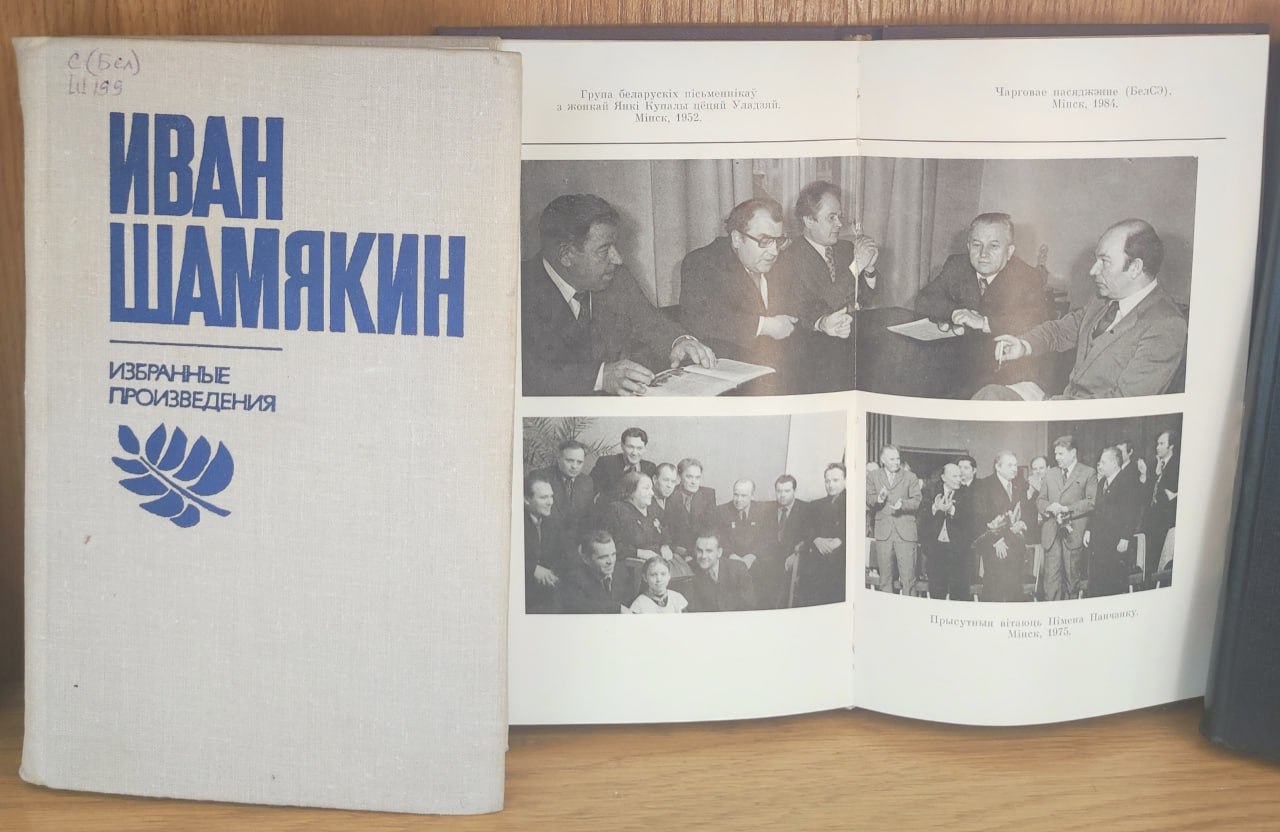 С (Бел)
Ш 199
ИВАН
ШАМЯКИН
ИЗБРАННЫЕ
ПРОИЗВЕДЕНИЯ
Група беларускіх пісьменнікаў
з жонкай Янкі Купалы цёцяй Уладзяй.
Мінск, 1952.
Чарговае пасяджэнне (БелСЭ).
Мінск, 1984.
Прысутныя вітаюць Пімена Панчанку.
Мінск, 1975.